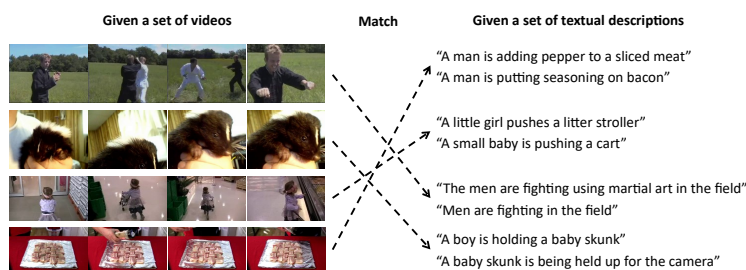 Given a set of videos
Match
Given a set of textual descriptions
“A man is adding pepper to a sliced meat”
“A man is putting seasoning on bacon”
“A little girl pushes a litter stroller”
“A small baby is pushing a cart”
“The men are fighting using martial art in the field”
“Men are fighting in the field”
“A boy is holding a baby skunk”
“A baby skunk is being held up for the camera”